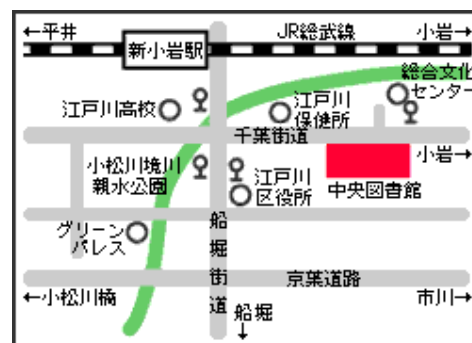 ←平井
JR総武線
小岩→
新小岩駅
総合文化
センター
江戸川高校
江戸川
保健所
千葉街道
小岩→
小松川境川
親水公園
江戸川
区役所
中央図書館
グリーン
パレス
船堀街道
京葉道路
←小松川橋
船堀
↓
市川→